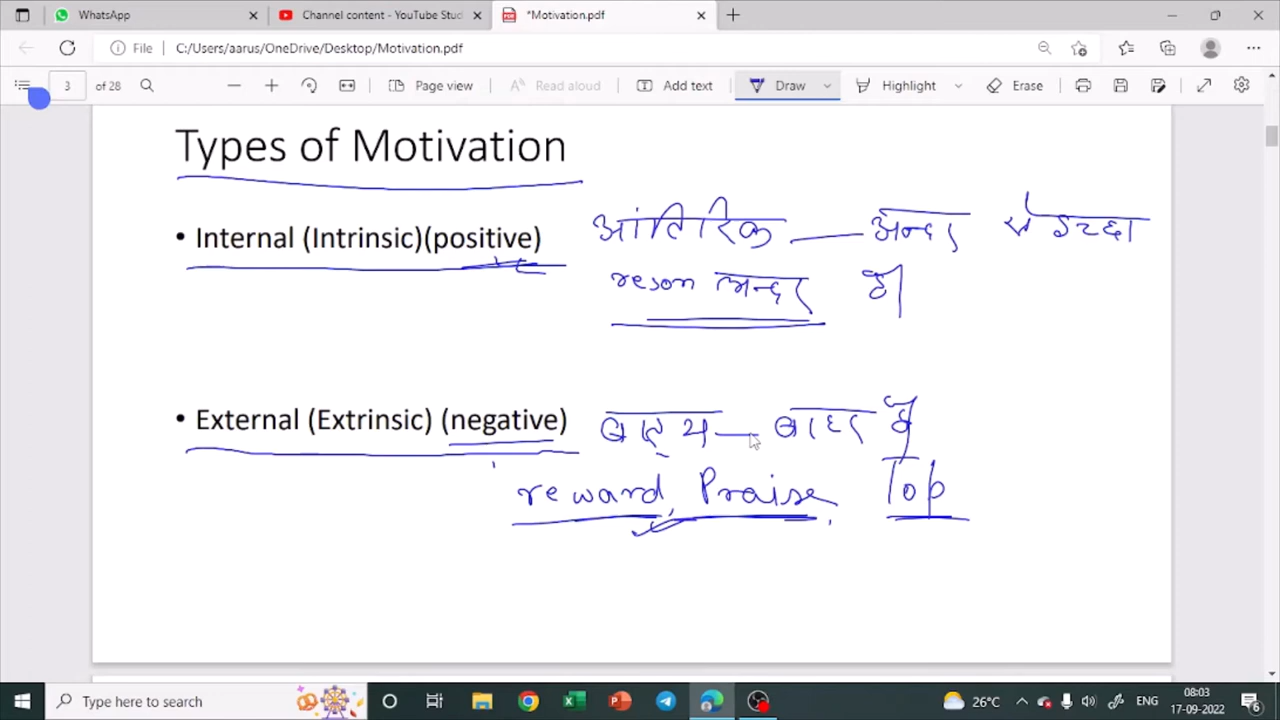 WhatsApp
Channel content - YouTube Stud
*Motivation.pdf
File C:/Users/aarus/OneDrive/Desktop/Motivation.pdf
3 of 28
Page view
Read aloud
Add text
Draw
Highlight
Erase
Types of Motivation
• Internal (Intrinsic)(positive) आंतिरिक — अन्दर से इच्छा
reson अन्दर है
• External (Extrinsic) (negative) बाह्य — बाहर है
reward, Praise, Top
Type here to search
26°C
ENG
08:03
17-09-2022
6